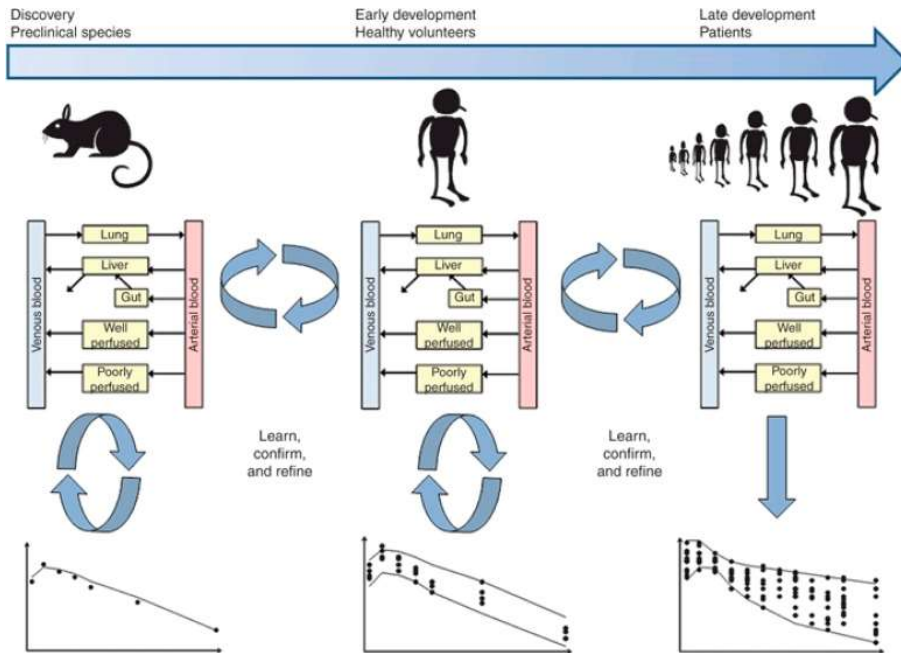 Discovery
Preclinical species
Early development
Healthy volunteers
Late development
Patients
Venous blood
Lung
Liver
Gut
Well
perfused
Poorly
perfused
Arterial blood
Venous blood
Lung
Liver
Gut
Well
perfused
Poorly
perfused
Arterial blood
Venous blood
Lung
Liver
Gut
Well
perfused
Poorly
perfused
Arterial blood
Learn,
confirm,
and refine
Learn,
confirm,
and refine